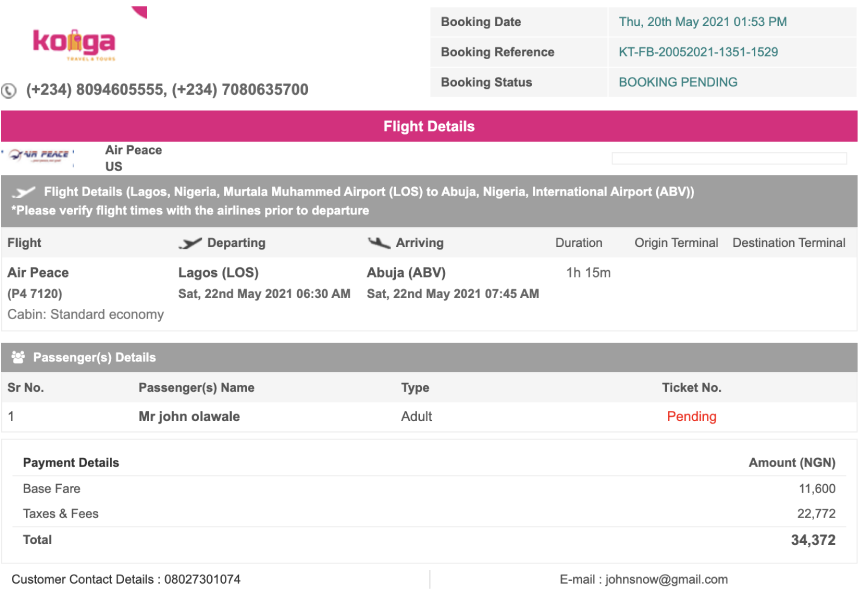 konga
TRAVEL & TOURS
(+234) 8094605555, (+234) 7080635700
Booking Date Thu, 20th May 2021 01:53 PM
Booking Reference KT-FB-20052021-1351-1529
Booking Status BOOKING PENDING
Flight Details
AIR PEACE
Air Peace
US
Flight Details (Lagos, Nigeria, Murtala Muhammed Airport (LOS) to Abuja, Nigeria, International Airport (ABV))
*Please verify flight times with the airlines prior to departure
Flight Departing Arriving Duration Origin Terminal Destination Terminal
Air Peace Lagos (LOS) Abuja (ABV) 1h 15m
(P4 7120) Sat, 22nd May 2021 06:30 AM Sat, 22nd May 2021 07:45 AM
Cabin: Standard economy
Passenger(s) Details
Sr No. Passenger(s) Name Type Ticket No.
1 Mr john olawale Adult Pending
Payment Details Amount (NGN)
Base Fare 11,600
Taxes & Fees 22,772
Total 34,372
Customer Contact Details : 08027301074 E-mail : johnsnow@gmail.com